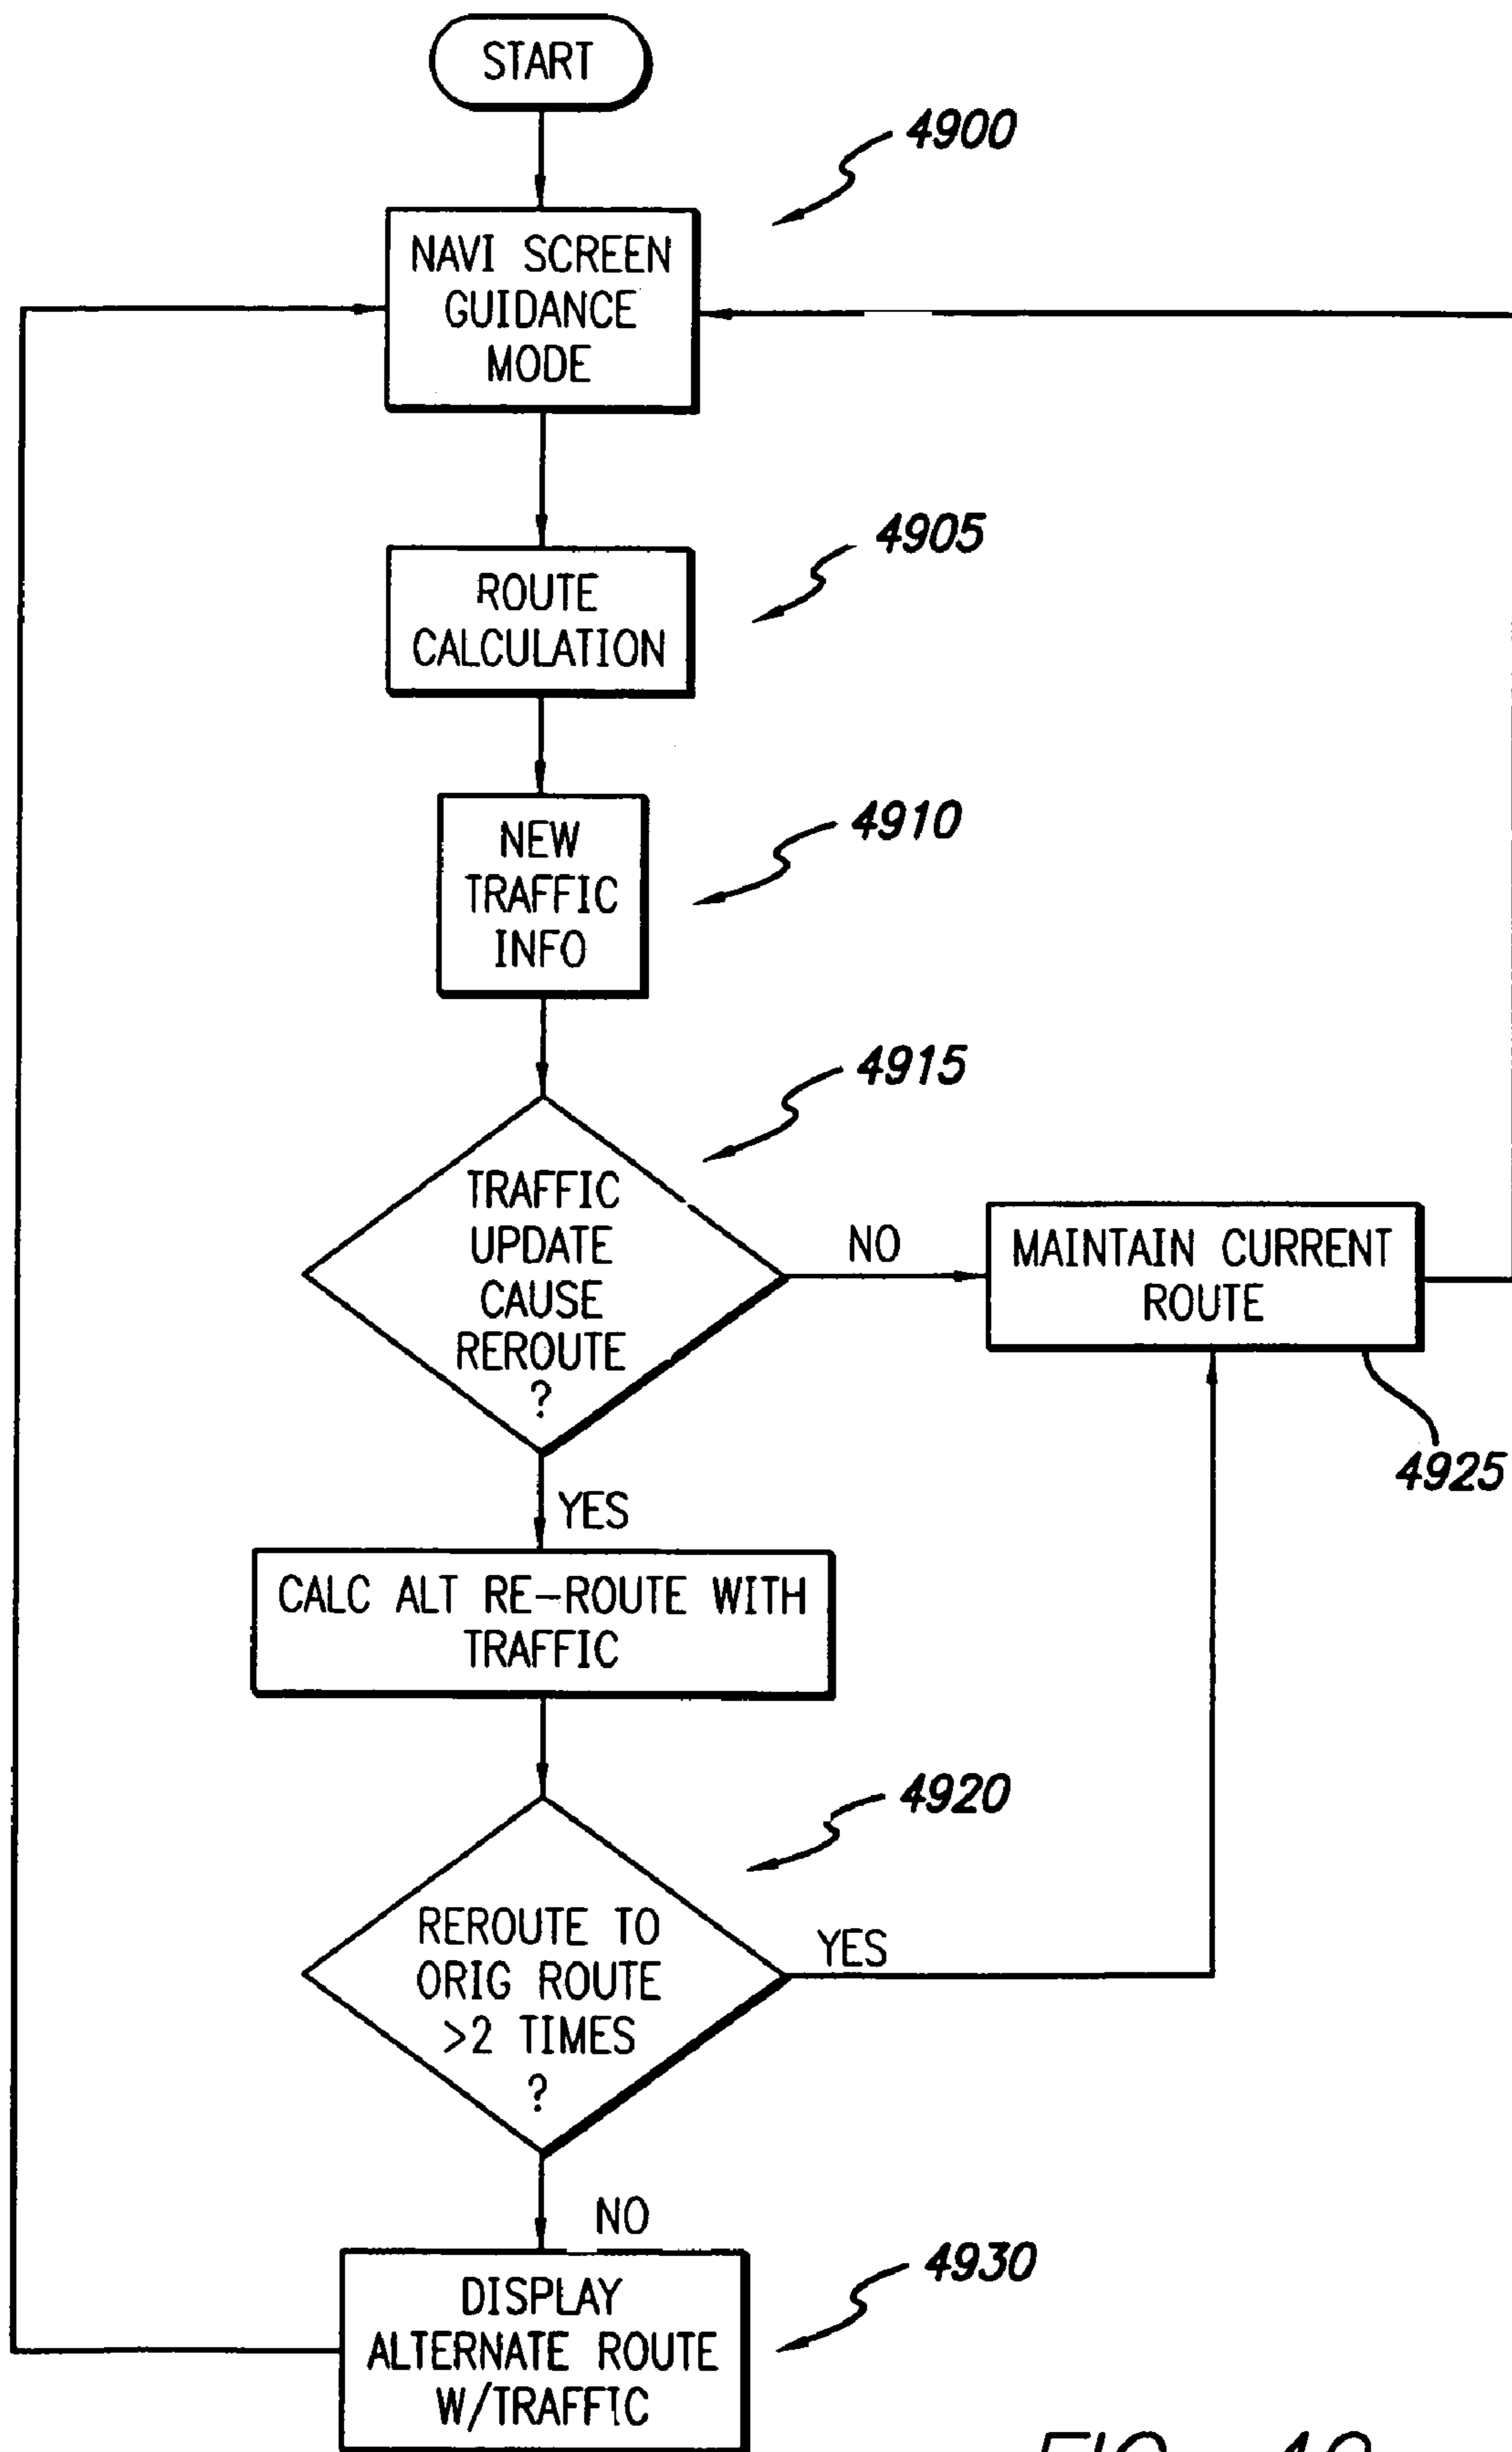 START
4900
NAVI SCREEN
GUIDANCE
MODE
4905
ROUTE
CALCULATION
4910
NEW
TRAFFIC
INFO
4915
TRAFFIC
UPDATE
CAUSE
REROUTE
?
NO
MAINTAIN CURRENT
ROUTE
4925
YES
CALC ALT RE-ROUTE WITH
TRAFFIC
4920
REROUTE TO
ORIG ROUTE
>2 TIMES
?
YES
NO
4930
DISPLAY
ALTERNATE ROUTE
W/TRAFFIC